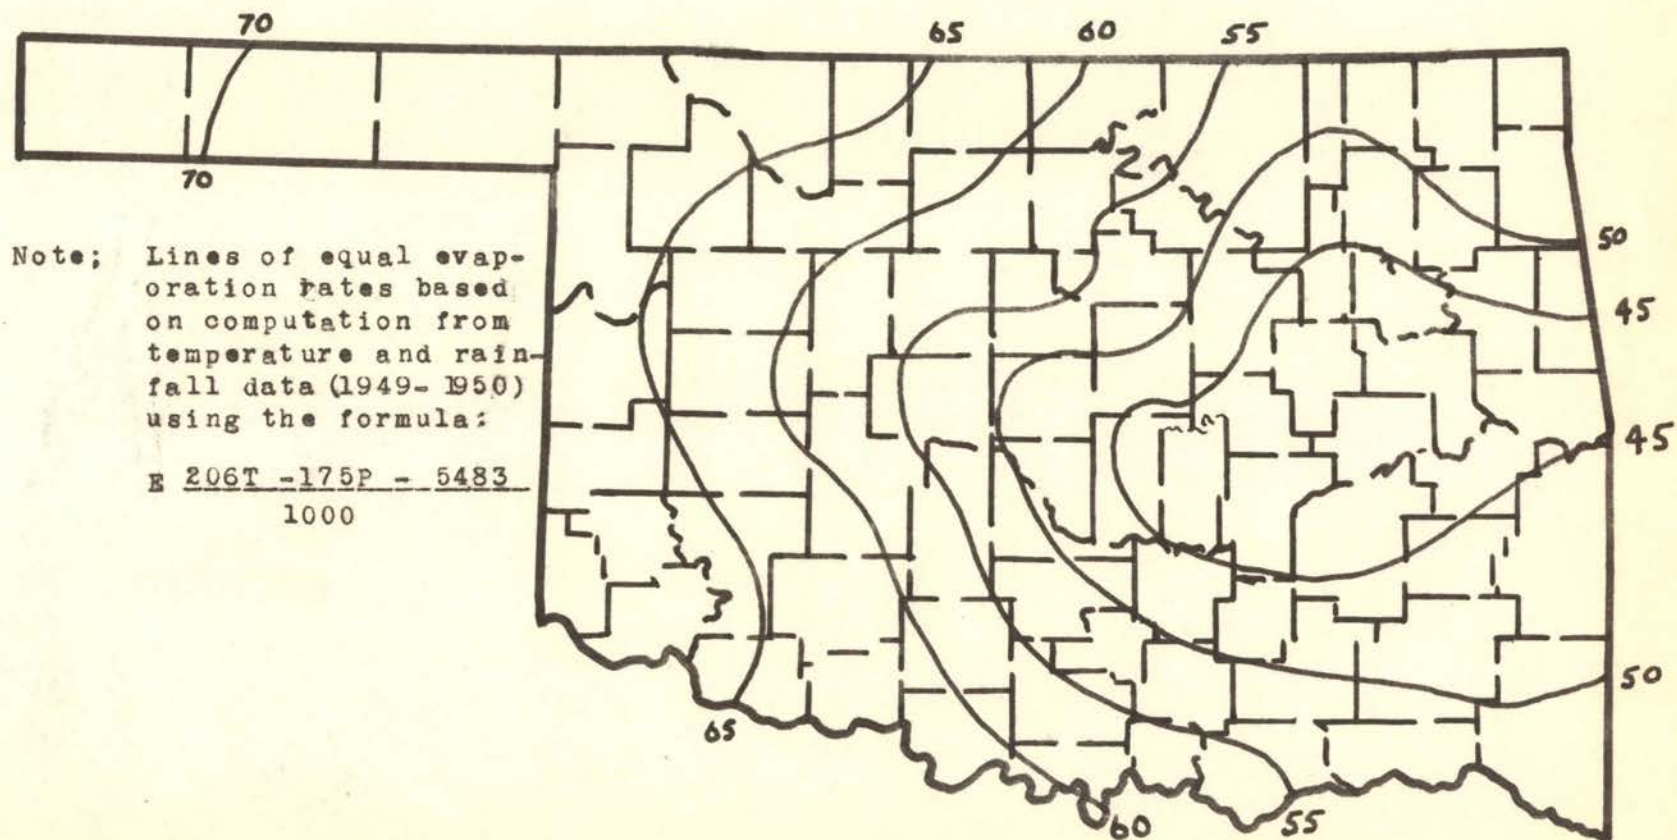 70
65
60
55
70
Note; Lines of equal evap-
oration rates based
on computation from
temperature and rain-
fall data (1949- 1950)
using the formula:
E 206T -175P - 5483
1000
50
45
45
50
65
60
55